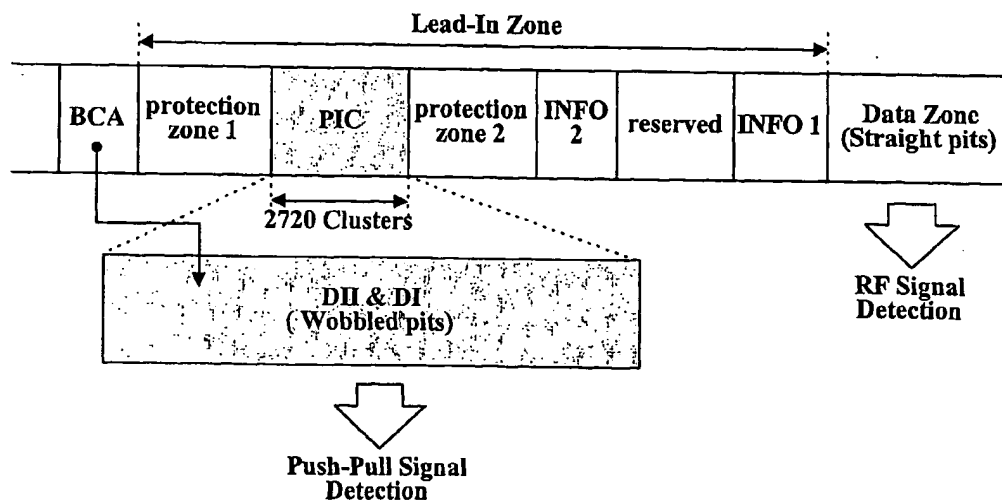 Lead-In Zone
BCA
protection
zone 1
PIC
protection
zone 2
INFO
2
reserved
INFO 1
Data Zone
(Straight pits)
2720 Clusters
DII & DI
( Wobbled pits)
RF Signal
Detection
Push-Pull Signal
Detection